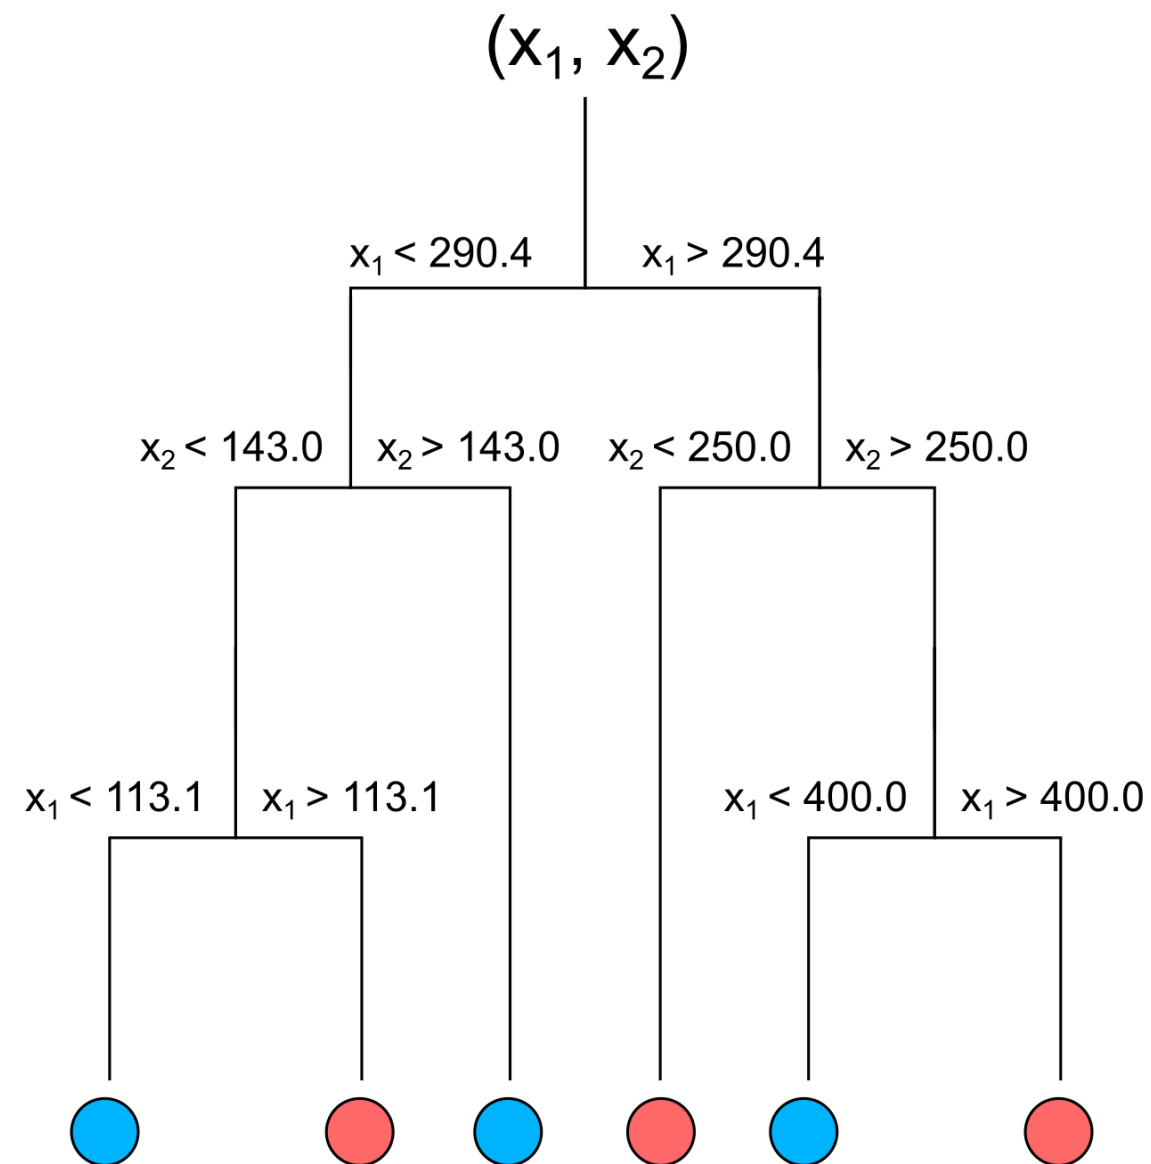 (x₁, x₂)
x₁ < 290.4 x₁ > 290.4
x₂ < 143.0 x₂ > 143.0 x₂ < 250.0 x₂ > 250.0
x₁ < 113.1 x₁ > 113.1 x₁ < 400.0 x₁ > 400.0